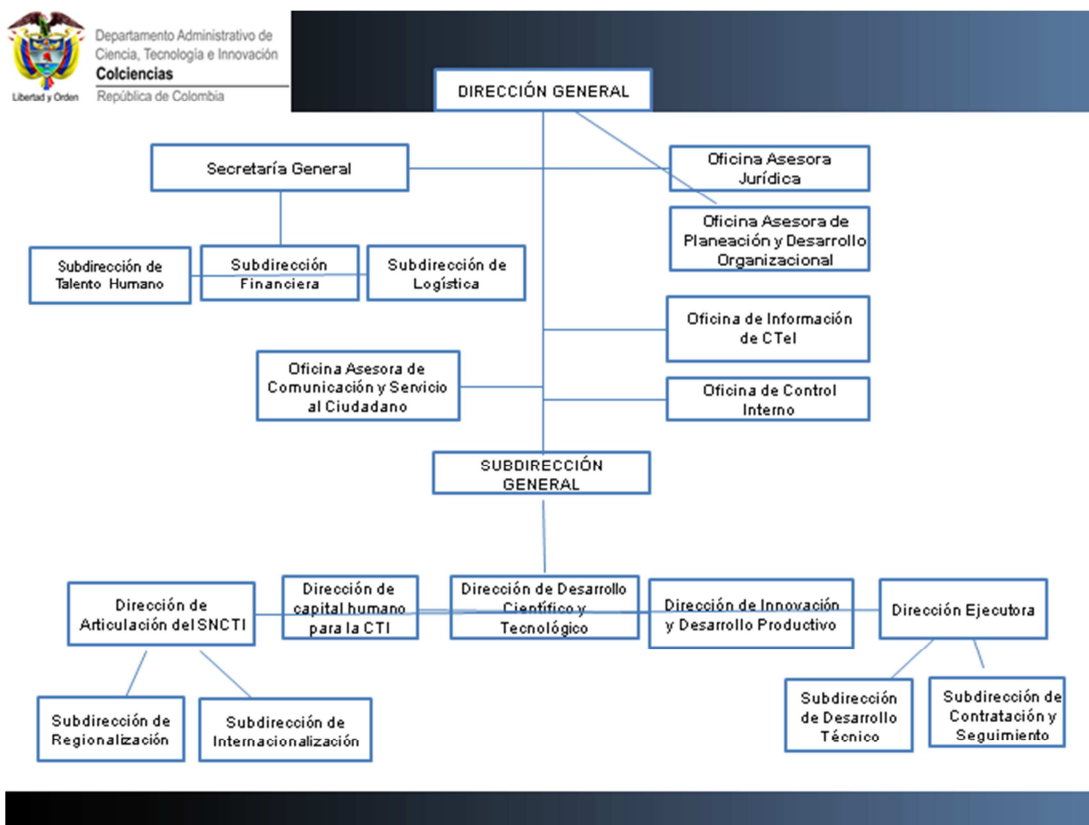 Departamento Administrativo de
Ciencia, Tecnología e Innovación
Colciencias
República de Colombia
Libertad y Orden
DIRECCIÓN GENERAL
Secretaría General
Oficina Asesora
Jurídica
Oficina Asesora de
Planeación y Desarrollo
Organizacional
Subdirección de
Talento Humano
Subdirección
Financiera
Subdirección de
Logística
Oficina de Información
de CTeI
Oficina Asesora de
Comunicación y Servicio
al Ciudadano
Oficina de Control
Interno
SUBDIRECCIÓN
GENERAL
Dirección de
Articulación del SNCTI
Dirección de
capital humano
para la CTI
Dirección de Desarrollo
Científico y
Tecnológico
Dirección de Innovación
y Desarrollo Productivo
Dirección Ejecutora
Subdirección de
Regionalización
Subdirección de
Internacionalización
Subdirección
de Desarrollo
Técnico
Subdirección de
Contratación y
Seguimiento